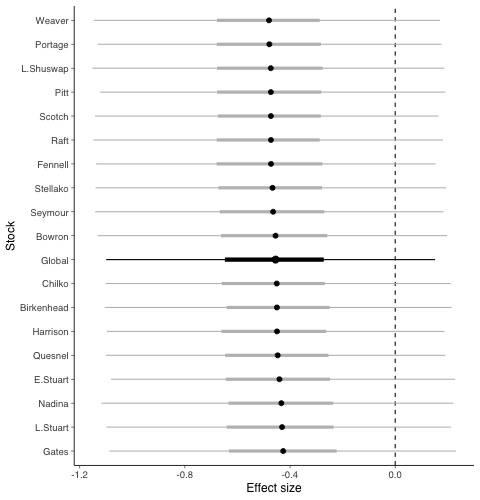 Weaver
Portage
L.Shuswap
Pitt
Scotch
Raft
Fennell
Stellako
Seymour
Bowron
Global
Chilko
Birkenhead
Harrison
Quesnel
E.Stuart
Nadina
L.Stuart
Gates
Stock
-1.2 -0.8 -0.4 0.0
Effect size